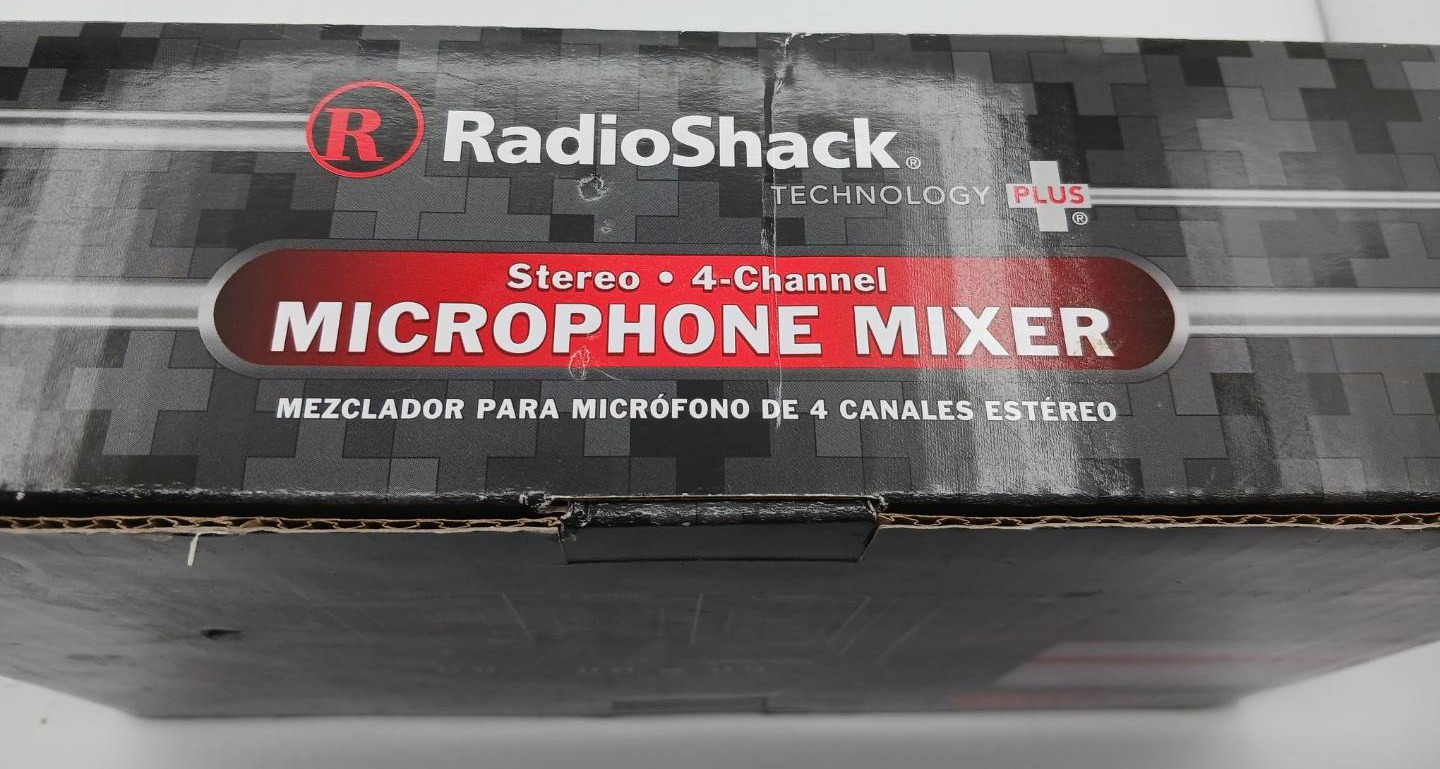 R RadioShack®
TECHNOLOGY PLUS®
Stereo • 4-Channel
MICROPHONE MIXER
MEZCLADOR PARA MICRÓFONO DE 4 CANALES ESTÉREO